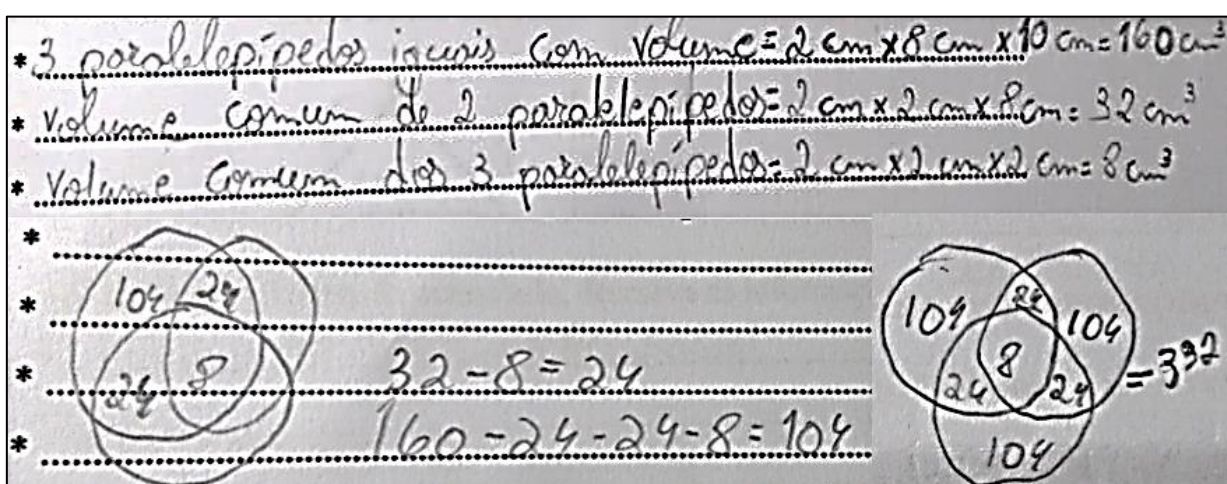 * 3 paralelepípedos iguais com volume = 2 cm x 8 cm x 10 cm = 160 cm³
* volume comum de 2 paralelepípedos = 2 cm x 2 cm x 8 cm = 32 cm³
* volume comum dos 3 paralelepípedos = 2 cm x 2 cm x 2 cm = 8 cm³
*
104 24
*
24 8
* 32 - 8 = 24
* 160 - 24 - 24 - 8 = 104
104 24 104
24 8 24 = 332
104